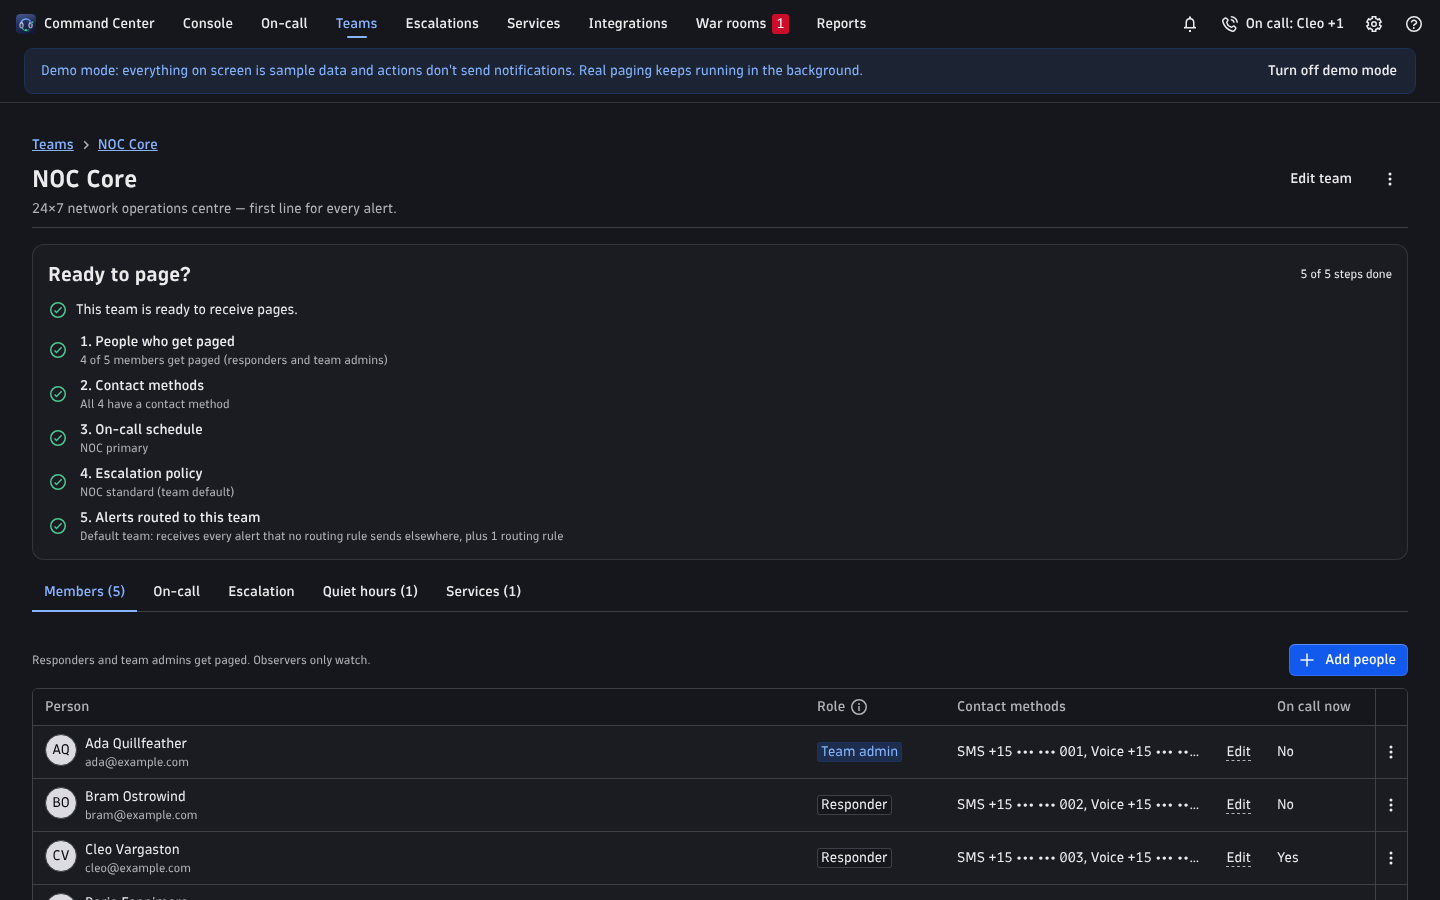 Command Center
Console
On-call
Teams
Escalations
Services
Integrations
War rooms 1
Reports
On call: Cleo +1
Demo mode: everything on screen is sample data and actions don't send notifications. Real paging keeps running in the background.
Turn off demo mode
Teams > NOC Core
NOC Core
Edit team
24×7 network operations centre — first line for every alert.
Ready to page?
5 of 5 steps done
This team is ready to receive pages.
1. People who get paged
4 of 5 members get paged (responders and team admins)
2. Contact methods
All 4 have a contact method
3. On-call schedule
NOC primary
4. Escalation policy
NOC standard (team default)
5. Alerts routed to this team
Default team: receives every alert that no routing rule sends elsewhere, plus 1 routing rule
Members (5)
On-call
Escalation
Quiet hours (1)
Services (1)
Responders and team admins get paged. Observers only watch.
Add people
Person
Role
Contact methods
On call now
AQ
Ada Quillfeather
ada@example.com
Team admin
SMS +15 ••• ••• 001, Voice +15 ••• ••…
Edit
No
BO
Bram Ostrowind
bram@example.com
Responder
SMS +15 ••• ••• 002, Voice +15 ••• ••…
Edit
No
CV
Cleo Vargaston
cleo@example.com
Responder
SMS +15 ••• ••• 003, Voice +15 ••• ••…
Edit
Yes